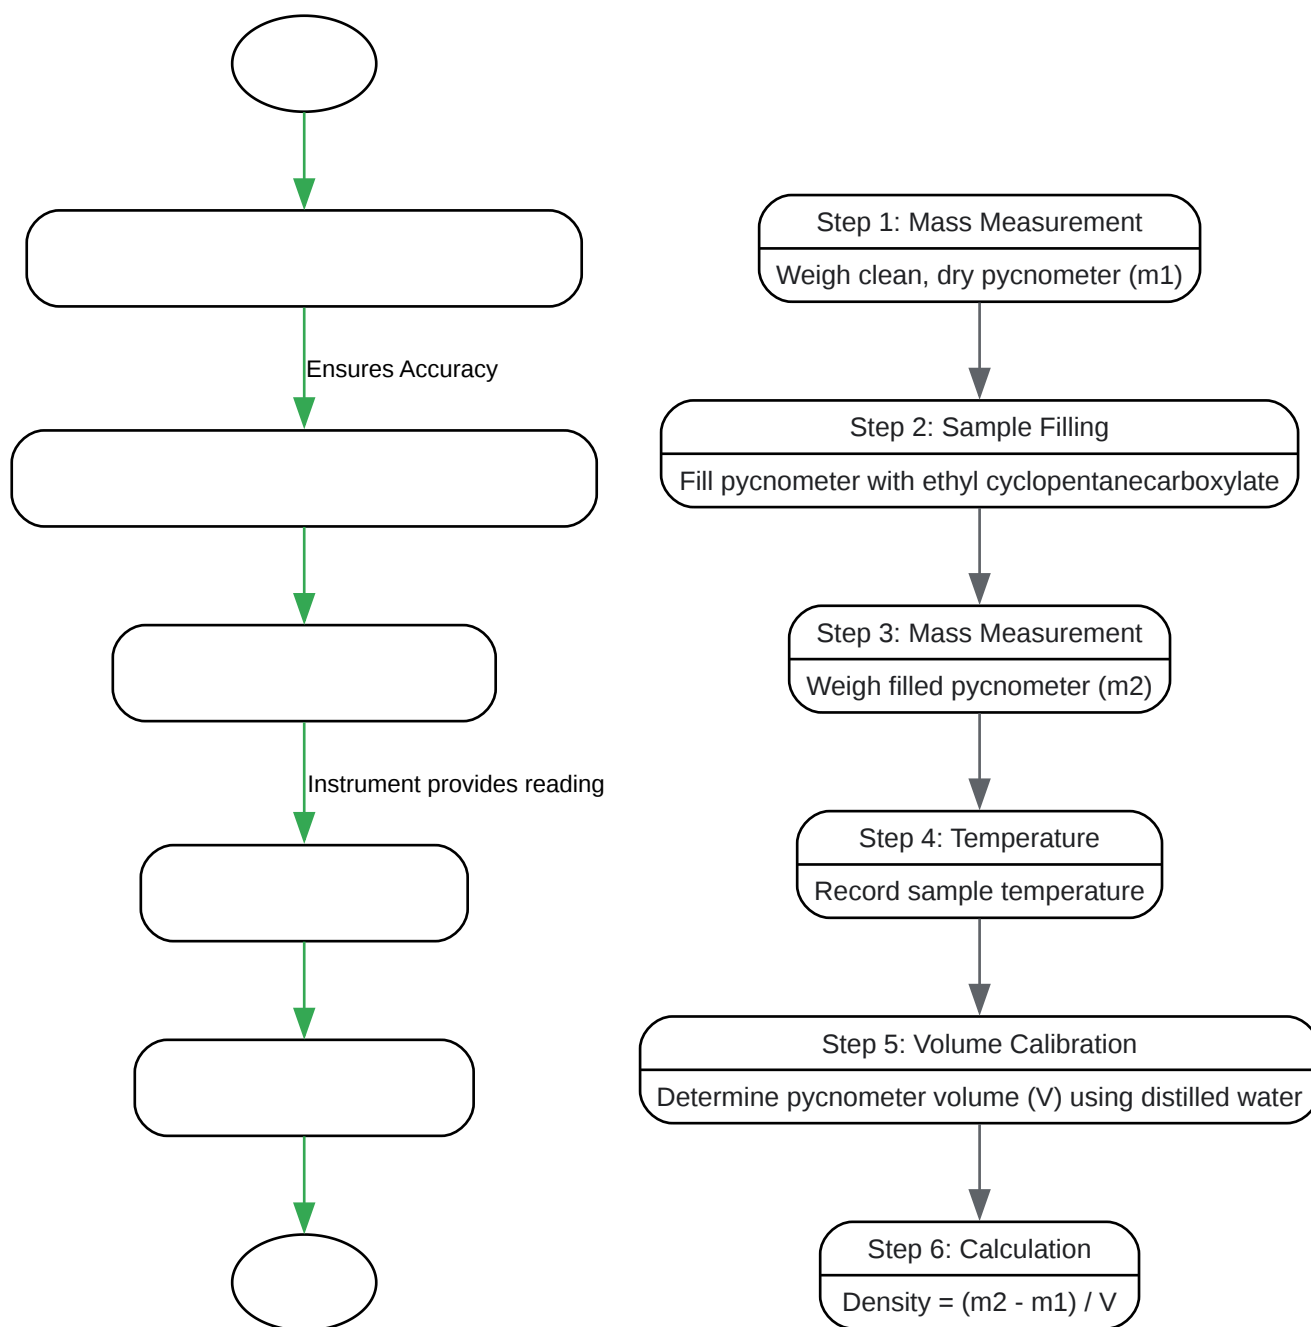 Ensures Accuracy
Instrument provides reading
Step 1: Mass Measurement
Weigh clean, dry pycnometer (m1)
Step 2: Sample Filling
Fill pycnometer with ethyl cyclopentanecarboxylate
Step 3: Mass Measurement
Weigh filled pycnometer (m2)
Step 4: Temperature
Record sample temperature
Step 5: Volume Calibration
Determine pycnometer volume (V) using distilled water
Step 6: Calculation
Density = (m2 - m1) / V